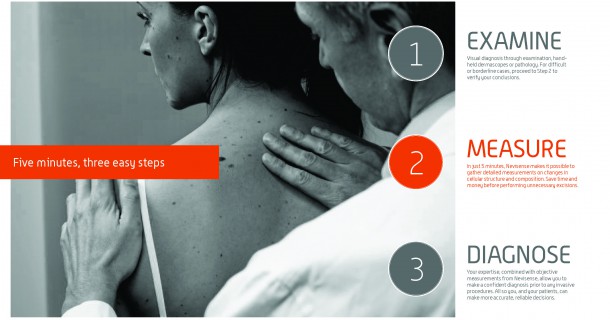 1
EXAMINE
Visual diagnosis through examination, hand-
held dermascopes or pathology. For difficult
or borderline cases, proceed to Step 2 to
verify your conclusions.
Five minutes, three easy steps
2
MEASURE
In just 5 minutes, Nevisense makes it possible to
gather detailed measurements on changes in
cellular structure and composition. Save time and
money before performing unnecessary excisions.
3
DIAGNOSE
Your expertise, combined with objective
measurements from Nevisense, allow you to
make a confident diagnosis prior to any invasive
procedures. All so you, and your patients, can
make more accurate, reliable decisions.